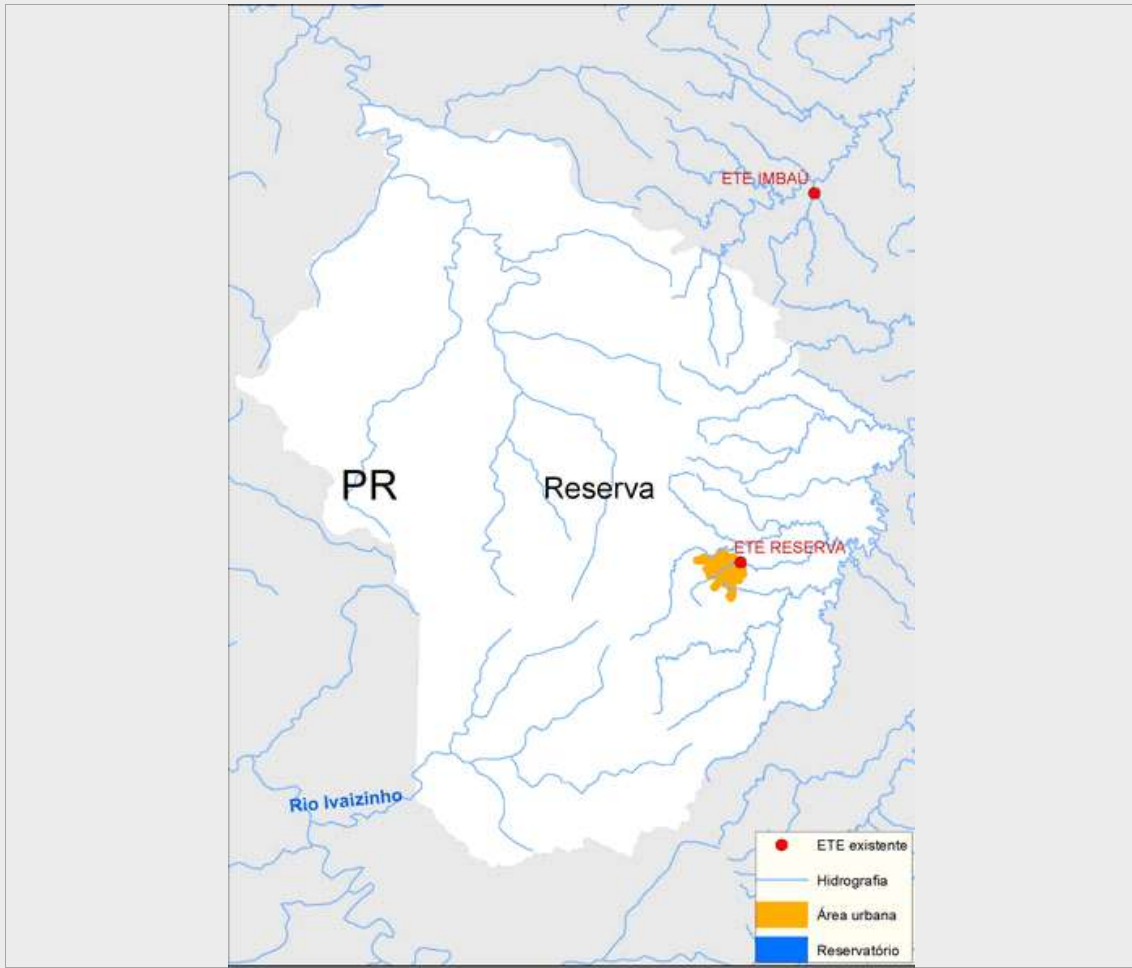 ETE IMBAÚ
PR
Reserva
ETE RESERVA
Rio Ivaizinho
ETE existente
Hidrografia
Área urbana
Reservatório